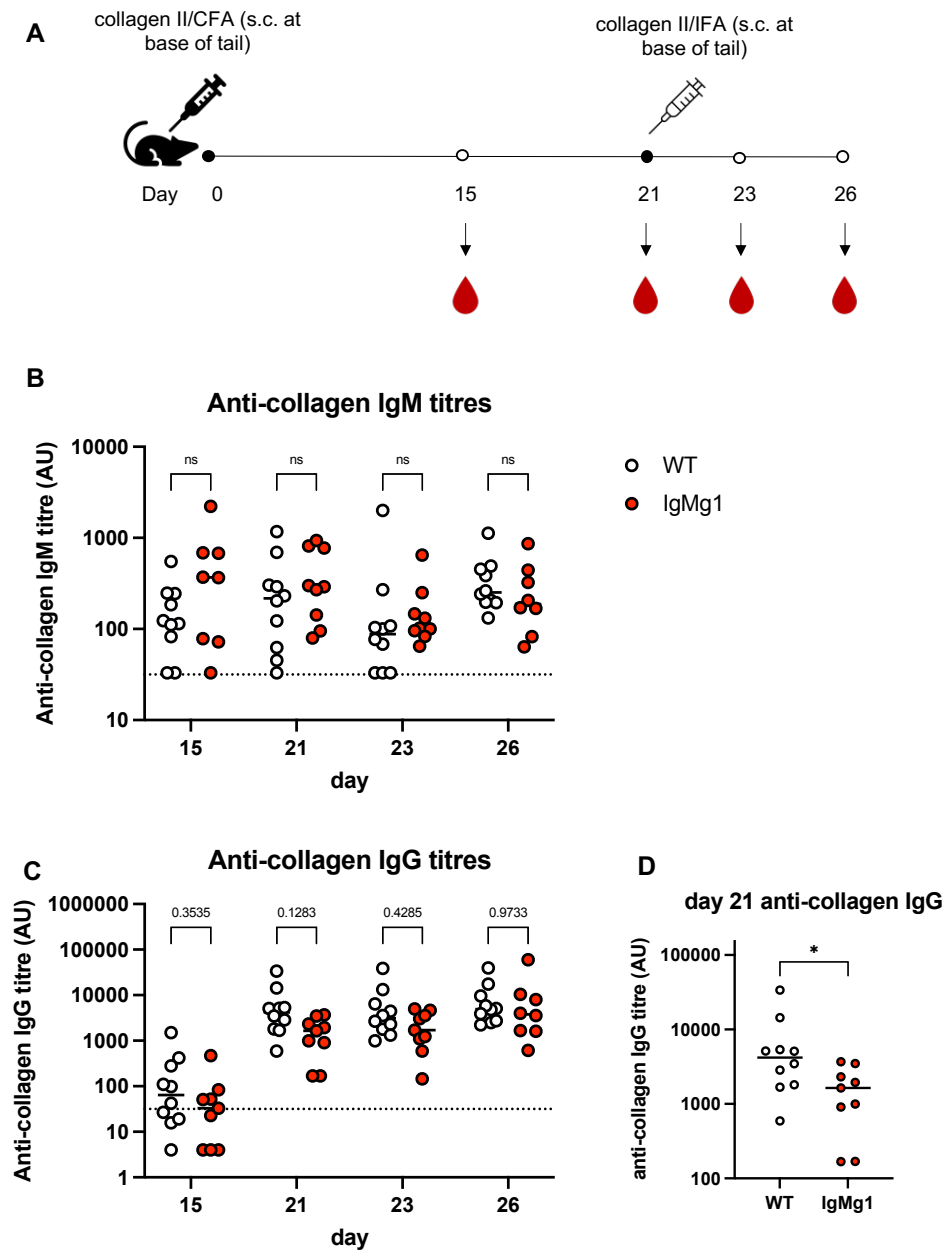 A
collagen II/CFA (s.c. at
base of tail)
collagen II/IFA (s.c. at
base of tail)
Day 0 15 21 23 26
B
Anti-collagen IgM titres
Anti-collagen IgM titre (AU)
10000
1000
100
10
ns ns ns ns
WT
IgMg1
15 21 23 26
day
C
Anti-collagen IgG titres
Anti-collagen IgG titre (AU)
1000000
100000
10000
1000
100
10
1
0.3535 0.1283 0.4285 0.9733
15 21 23 26
day
D
day 21 anti-collagen IgG
anti-collagen IgG titre (AU)
100000
10000
1000
100
*
WT IgMg1